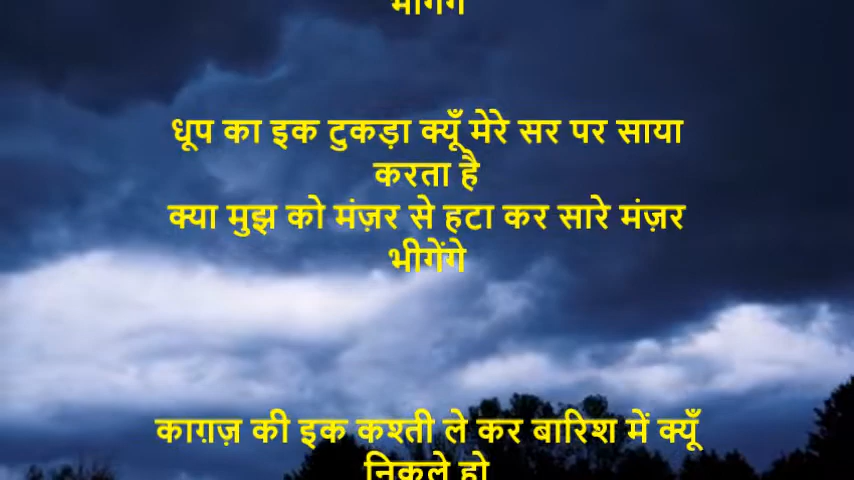 भीगेंगे
धूप का इक टुकड़ा क्यूँ मेरे सर पर साया
करता है
क्या मुझ को मंज़र से हटा कर सारे मंज़र
भीगेंगे
काग़ज़ की इक कश्ती ले कर बारिश में क्यूँ
निकले हो